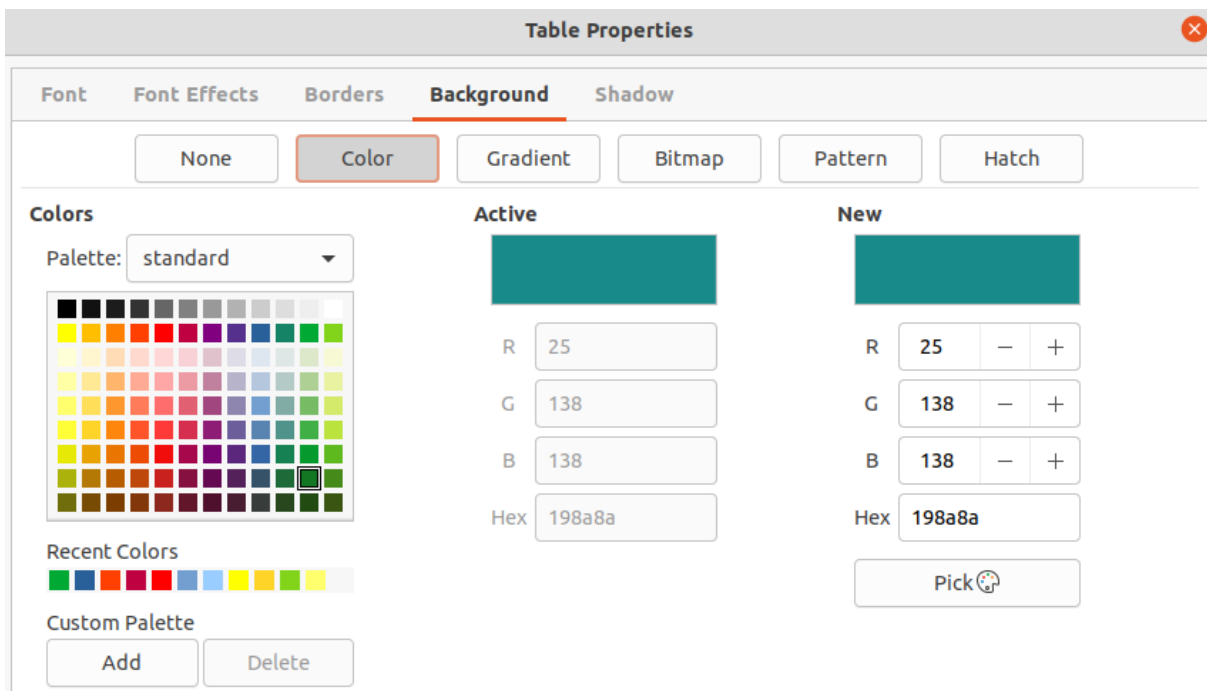 Table Properties
Font Font Effects Borders Background Shadow
None Color Gradient Bitmap Pattern Hatch
Colors
Palette: standard
Recent Colors
Custom Palette
Add Delete
Active
R 25
G 138
B 138
Hex 198a8a
New
R 25 — +
G 138 — +
B 138 — +
Hex 198a8a
Pick